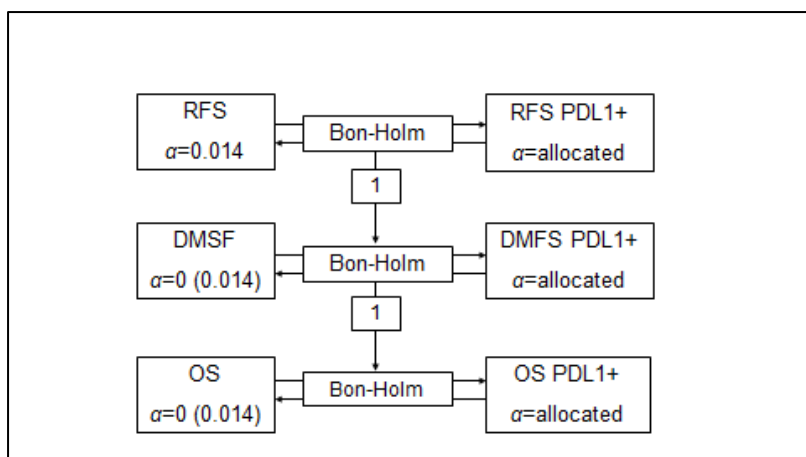 RFS
α=0.014
Bon-Holm
RFS PDL1+
α=allocated
1
DMSF
α=0 (0.014)
Bon-Holm
DMFS PDL1+
α=allocated
1
OS
α=0 (0.014)
Bon-Holm
OS PDL1+
α=allocated